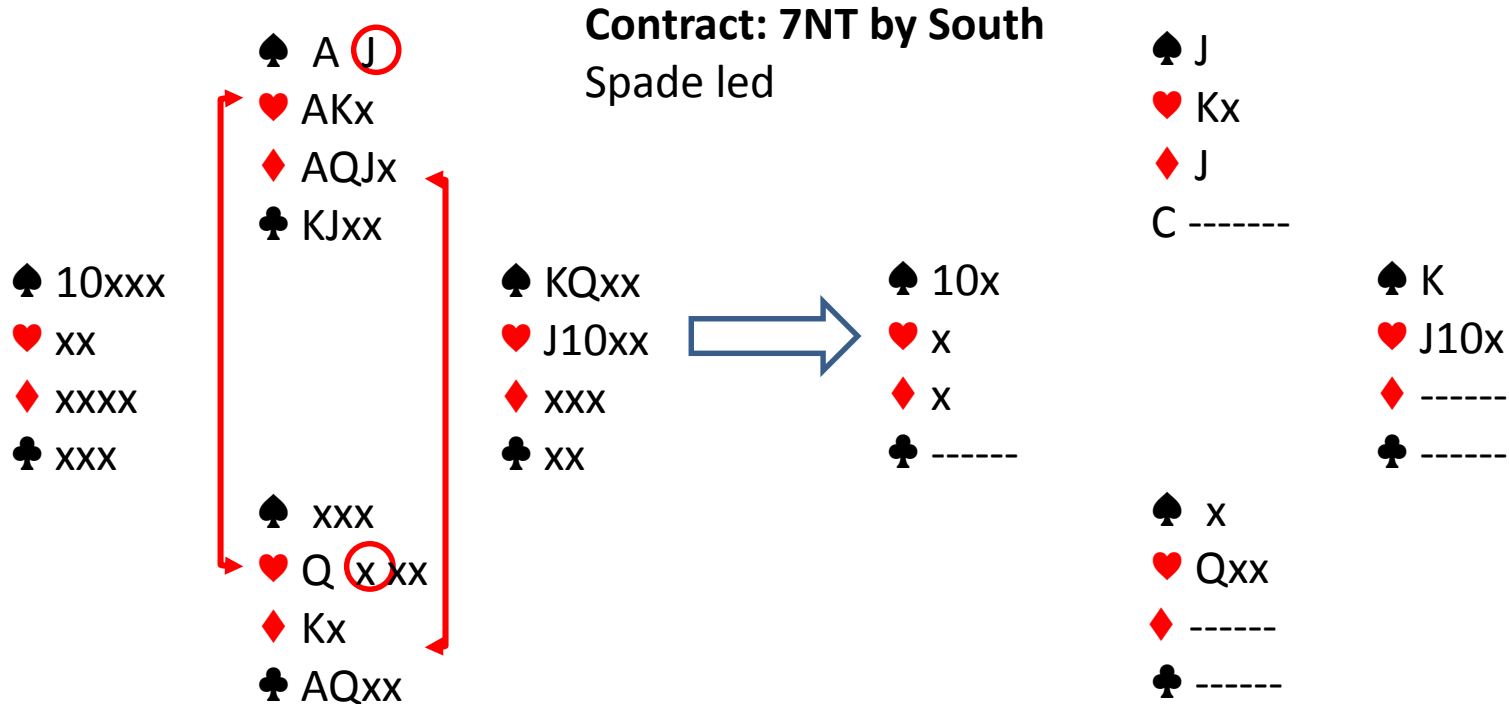 Contract: 7NT by South
Spade led
♠ A J
♥ AKx
♦ AQJx
♣ KJxx
♠ 10xxx
♥ xx
♦ xxxx
♣ xxx
♠ KQxx
♥ J10xx
♦ xxx
♣ xx
♠ xxx
♥ Q x xx
♦ Kx
♣ AQxx
♠ J
♥ Kx
♦ J
C -------
♠ 10x
♥ x
♦ x
♣ ------
♠ K
♥ J10x
♦ ------
♣ ------
♠ x
♥ Qxx
♦ ------
♣ ------